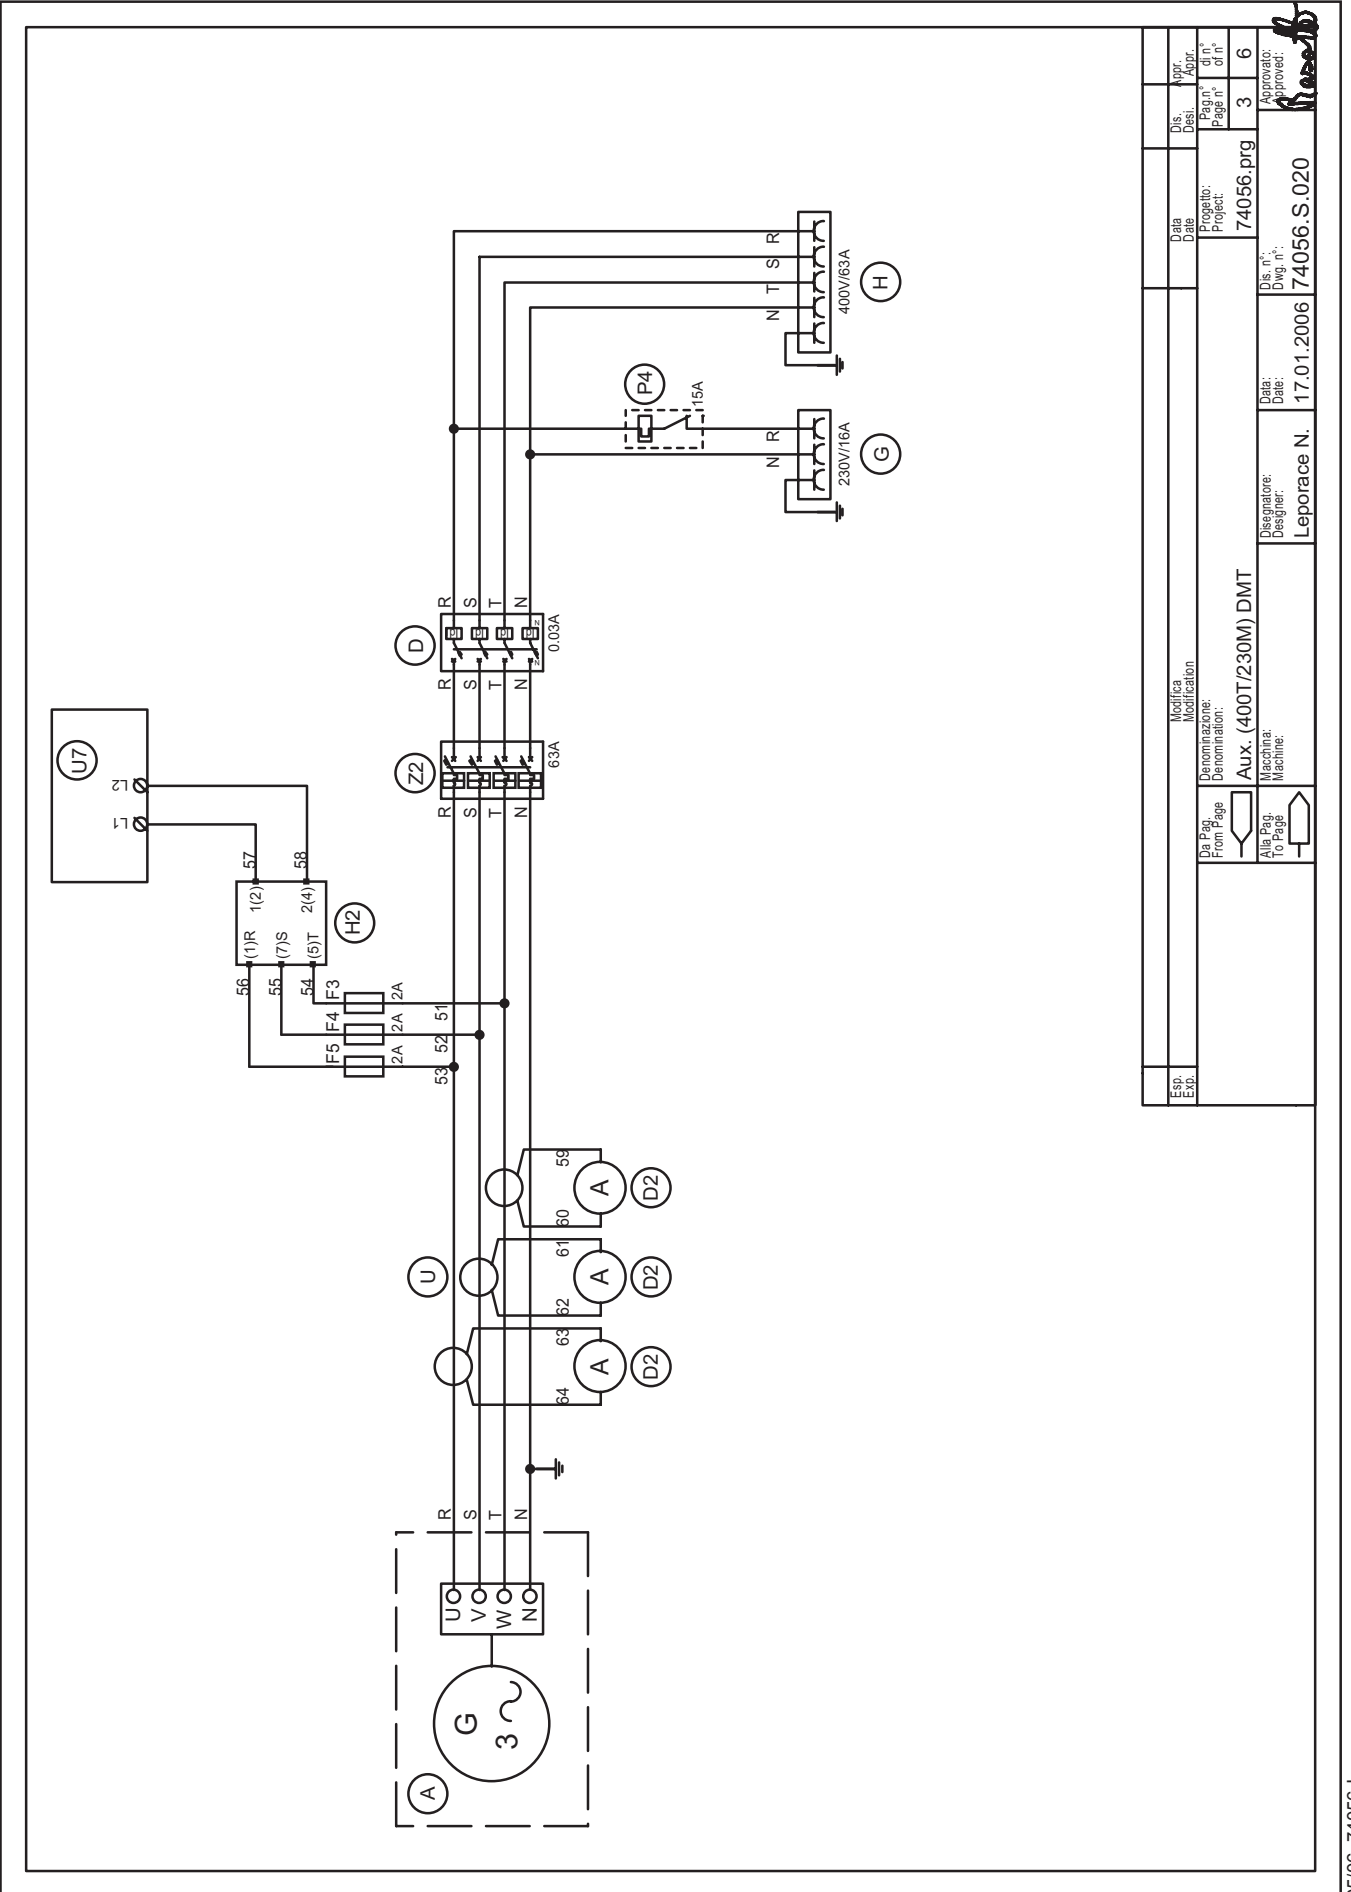 A
G
3
U
V
W
N
R
S
T
N
U
64
63
A
D2
62
61
A
D2
60
59
A
D2
53
52
51
2A
2A
2A
F5
F4
F3
56
55
54
(1)R
(7)S
(5)T
1(2)
2(4)
H2
57
58
L1
L2
U7
R
S
T
N
Z2
63A
R
S
T
N
D
0.03A
R
S
T
N
P4
15A
N
R
230V/16A
G
N
T
S
R
400V/63A
H
Esp.
Exp.
Modifica
Modification
Data
Date
Dis.
Desi.
Appr.
Appr.
Da Pag.
From Page
Denominazione:
Denomination:
Aux. (400T/230M) DMT
Progetto:
Project:
74056.prg
Pag.n°
Page n°
3
di n°
of n°
6
Alla Pag.
To Page
Macchina:
Machine:
Disegnatore:
Designer:
Leporace N.
Data:
Date:
17.01.2006
Dis. n°:
Dwg. n°:
74056.S.020
Approvato:
Approved: